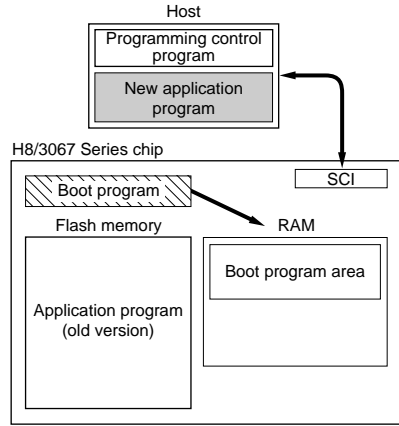 Host
Programming control
program
New application
program
H8/3067 Series chip
SCI
Boot program
Flash memory
RAM
Boot program area
Application program
(old version)